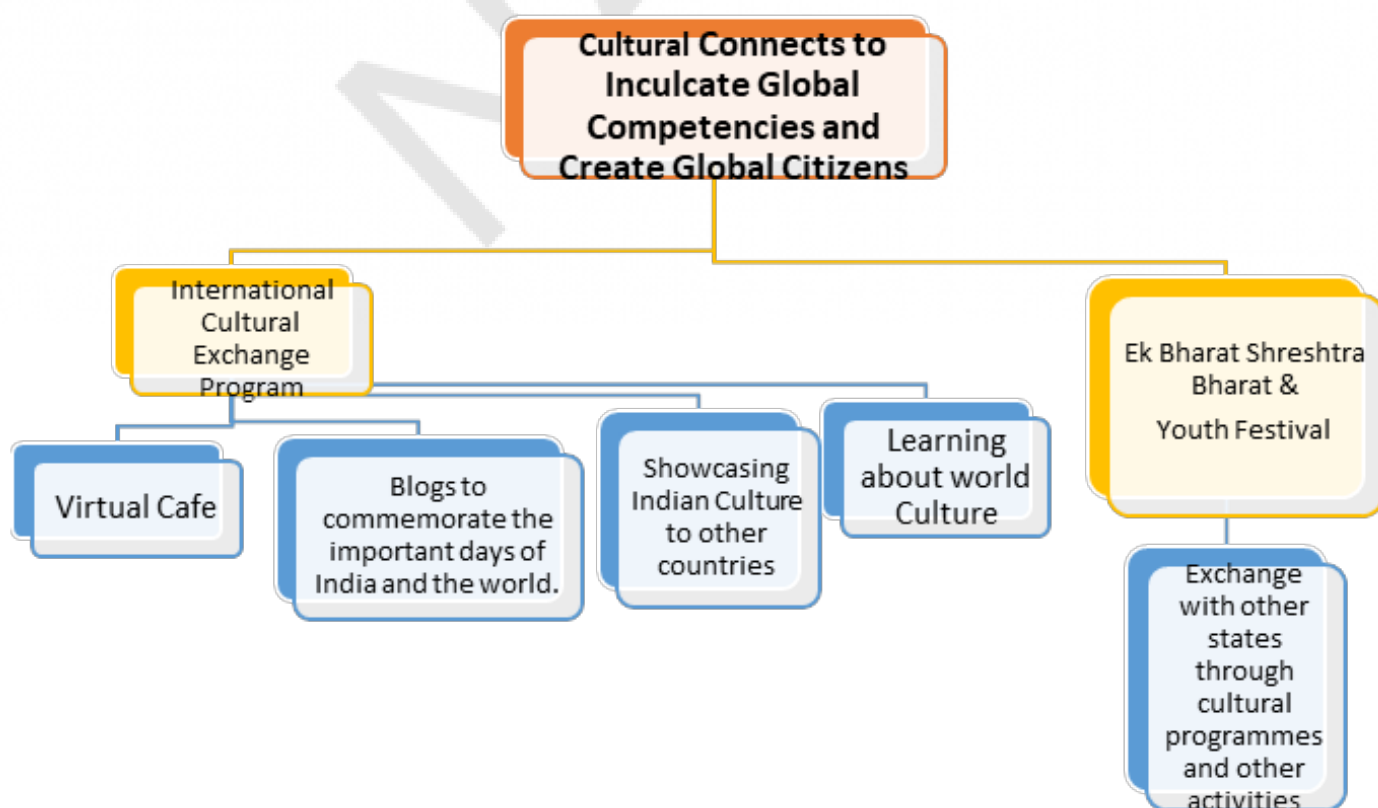 Cultural Connects to
Inculcate Global
Competencies and
Create Global Citizens
International
Cultural
Exchange
Program
Ek Bharat Shreshtra
Bharat &
Youth Festival
Virtual Cafe
Blogs to
commemorate the
important days of
India and the world.
Showcasing
Indian Culture
to other
countries
Learning
about world
Culture
Exchange
with other
states
through
cultural
programmes
and other
activities